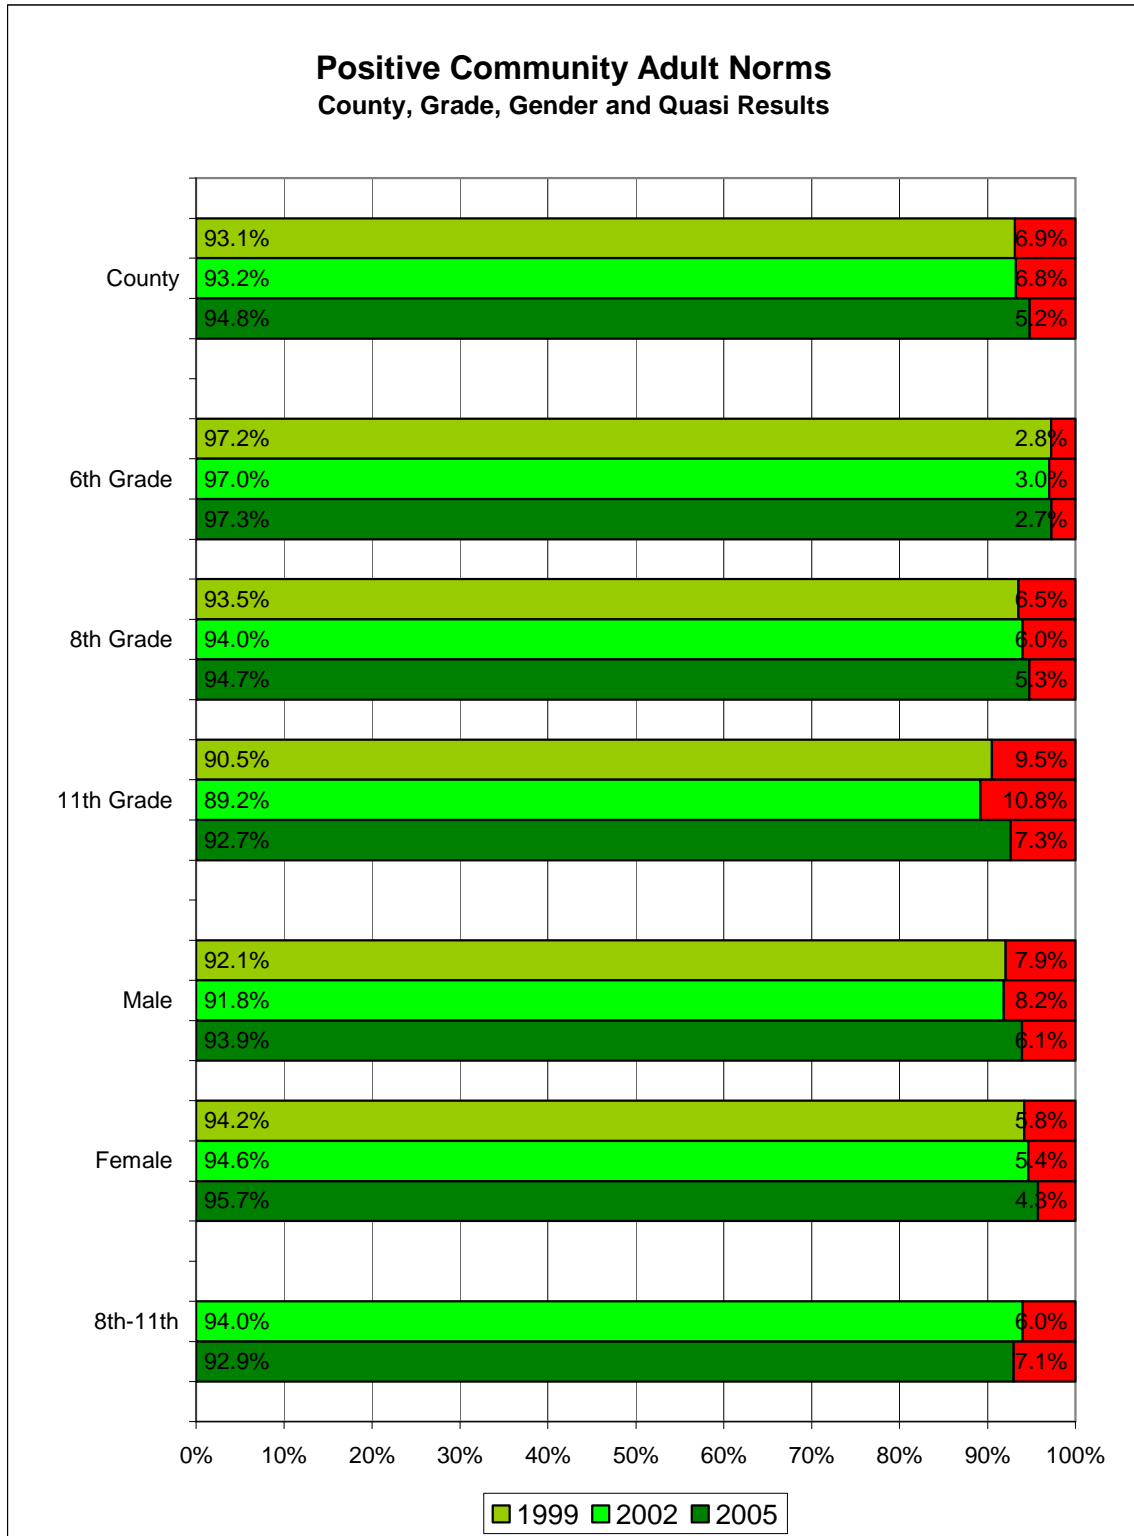 Positive Community Adult Norms
County, Grade, Gender and Quasi Results
93.1% 6.9%
County
93.2% 6.8%
94.8% 5.2%
97.2% 2.8%
6th Grade
97.0% 3.0%
97.3% 2.7%
93.5% 6.5%
8th Grade
94.0% 6.0%
94.7% 5.3%
90.5% 9.5%
11th Grade
89.2% 10.8%
92.7% 7.3%
92.1% 7.9%
Male
91.8% 8.2%
93.9% 6.1%
94.2% 5.8%
Female
94.6% 5.4%
95.7% 4.3%
8th-11th
94.0% 6.0%
92.9% 7.1%
0% 10% 20% 30% 40% 50% 60% 70% 80% 90% 100%
1999 2002 2005